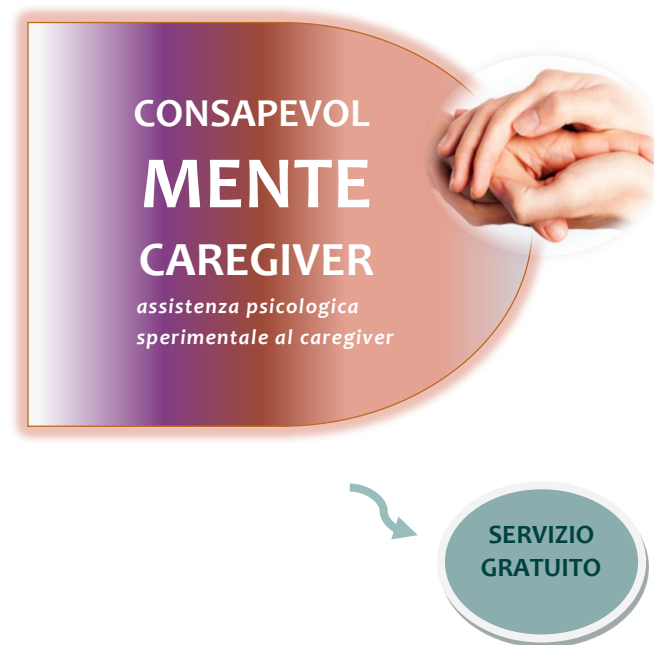 CONSAPEVOL
MENTE
CAREGIVER
assistenza psicologica
sperimentale al caregiver
SERVIZIO
GRATUITO